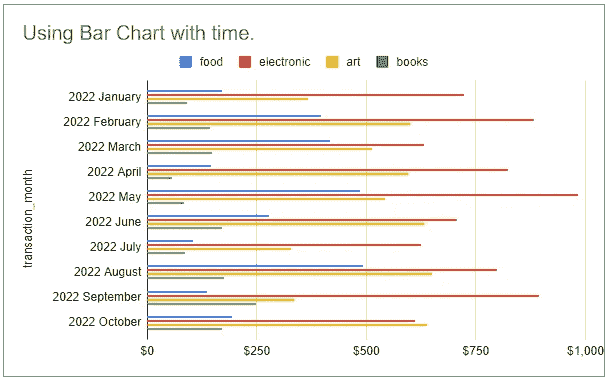 Using Bar Chart with time.
food electronic art books
transaction_month
2022 January
2022 February
2022 March
2022 April
2022 May
2022 June
2022 July
2022 August
2022 September
2022 October
$0 $250 $500 $750 $1,000